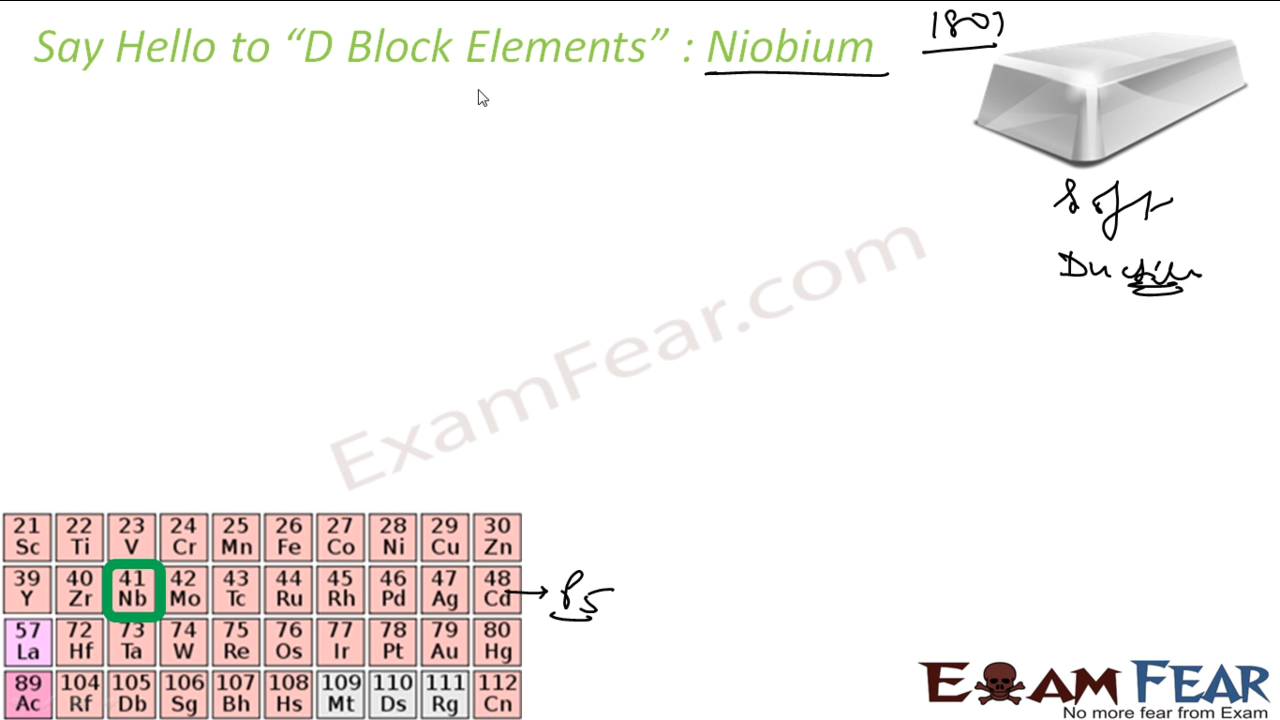 Say Hello to “D Block Elements” : Niobium
1801
Soft
Ductile
ExamFear.com
21 22 23 24 25 26 27 28 29 30
Sc Ti V Cr Mn Fe Co Ni Cu Zn
39 40 41 42 43 44 45 46 47 48
Y Zr Nb Mo Tc Ru Rh Pd Ag Cd
P5
57 72 73 74 75 76 77 78 79 80
La Hf Ta W Re Os Ir Pt Au Hg
89 104 105 106 107 108 109 110 111 112
Ac Rf Db Sg Bh Hs Mt Ds Rg Cn
EXAM FEAR
No more fear from Exam